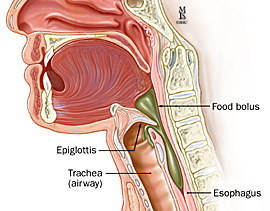 Food bolus
Epiglottis
Trachea
(airway)
Esophagus